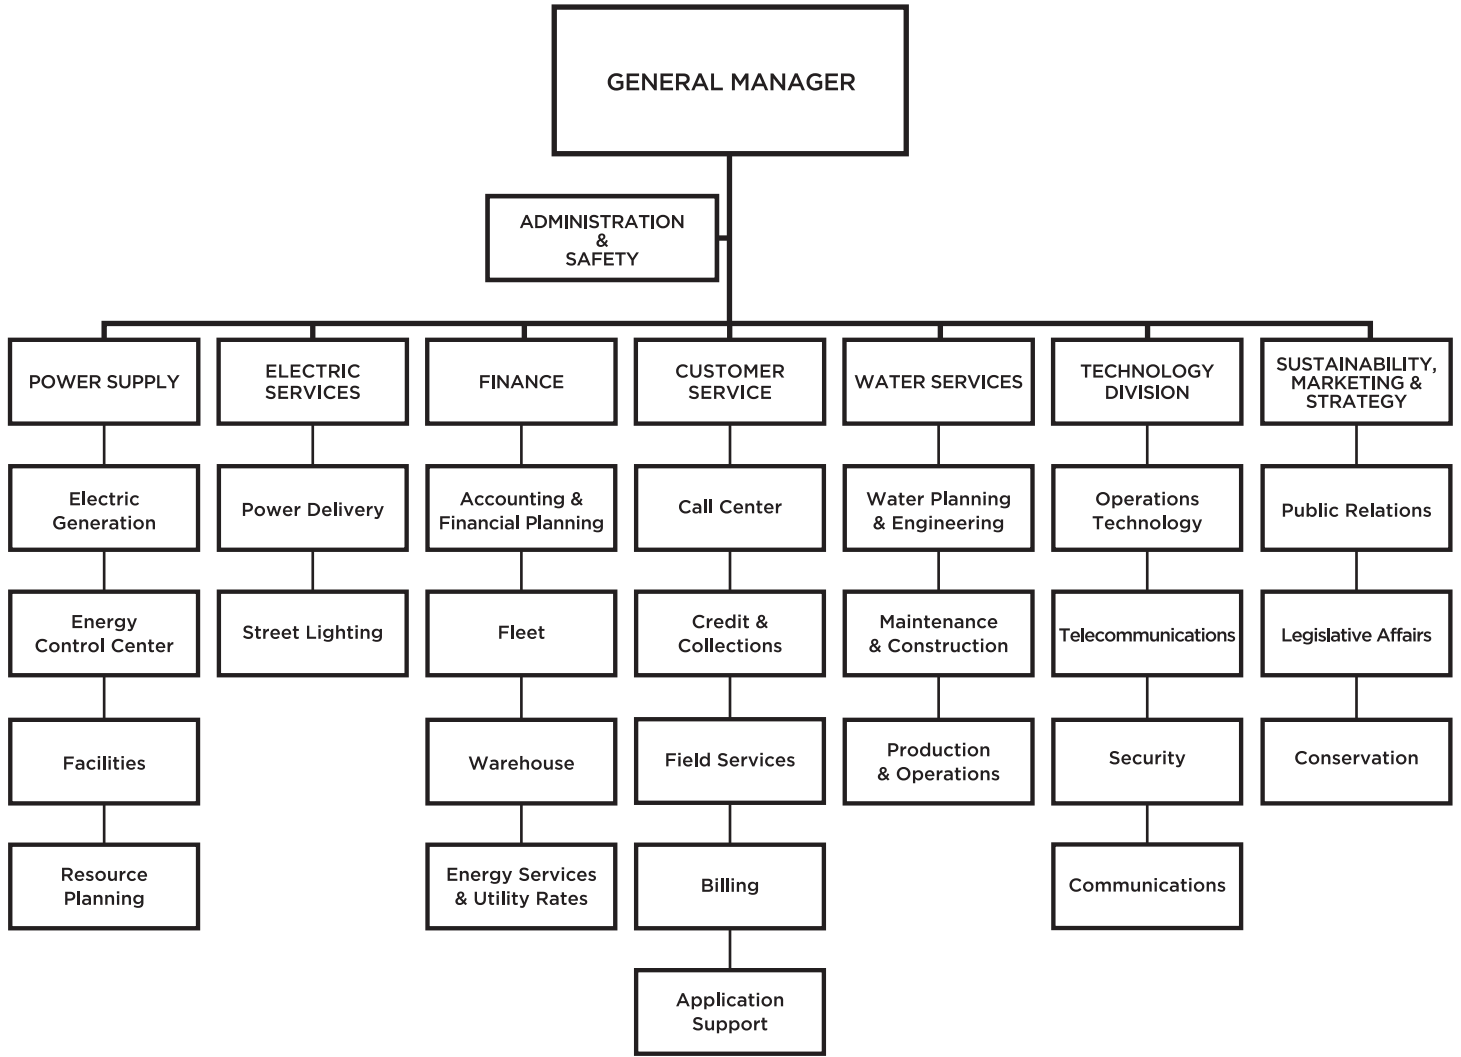 GENERAL MANAGER
ADMINISTRATION
&
SAFETY
POWER SUPPLY
ELECTRIC
SERVICES
FINANCE
CUSTOMER
SERVICE
WATER SERVICES
TECHNOLOGY
DIVISION
SUSTAINABILITY,
MARKETING &
STRATEGY
Electric
Generation
Power Delivery
Accounting &
Financial Planning
Call Center
Water Planning
& Engineering
Operations
Technology
Public Relations
Energy
Control Center
Street Lighting
Fleet
Credit &
Collections
Maintenance
& Construction
Telecommunications
Legislative Affairs
Facilities
Warehouse
Field Services
Production
& Operations
Security
Conservation
Resource
Planning
Energy Services
& Utility Rates
Billing
Communications
Application
Support